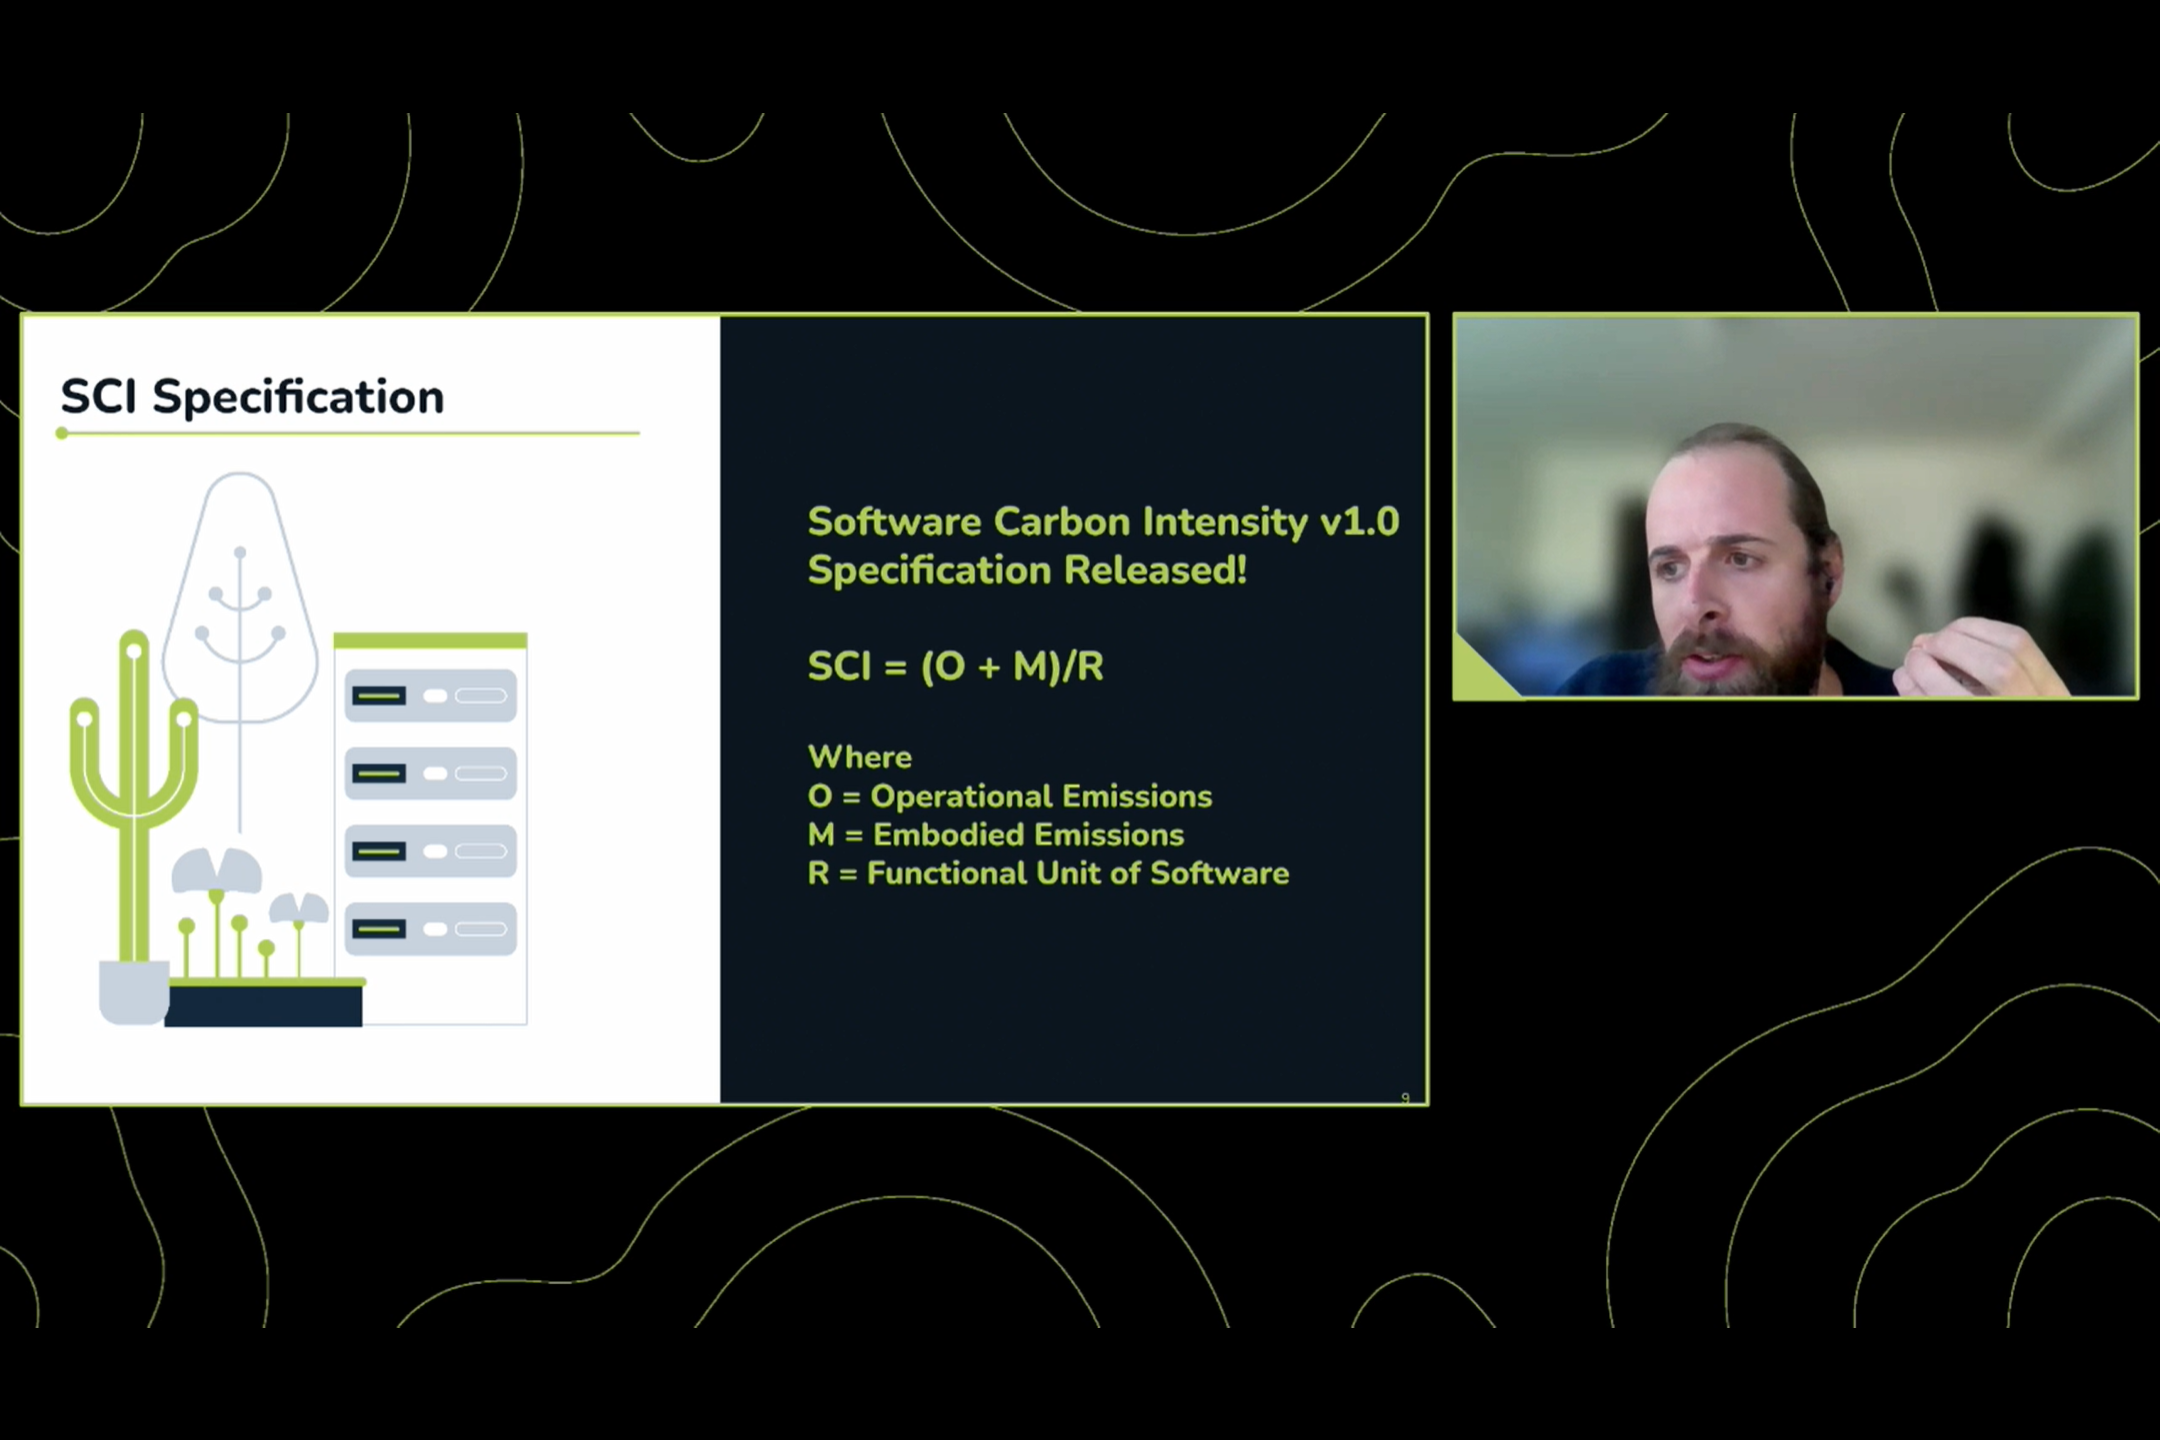 SCI Specification
Software Carbon Intensity v1.0
Specification Released!
SCI = (O + M)/R
Where
O = Operational Emissions
M = Embodied Emissions
R = Functional Unit of Software
9